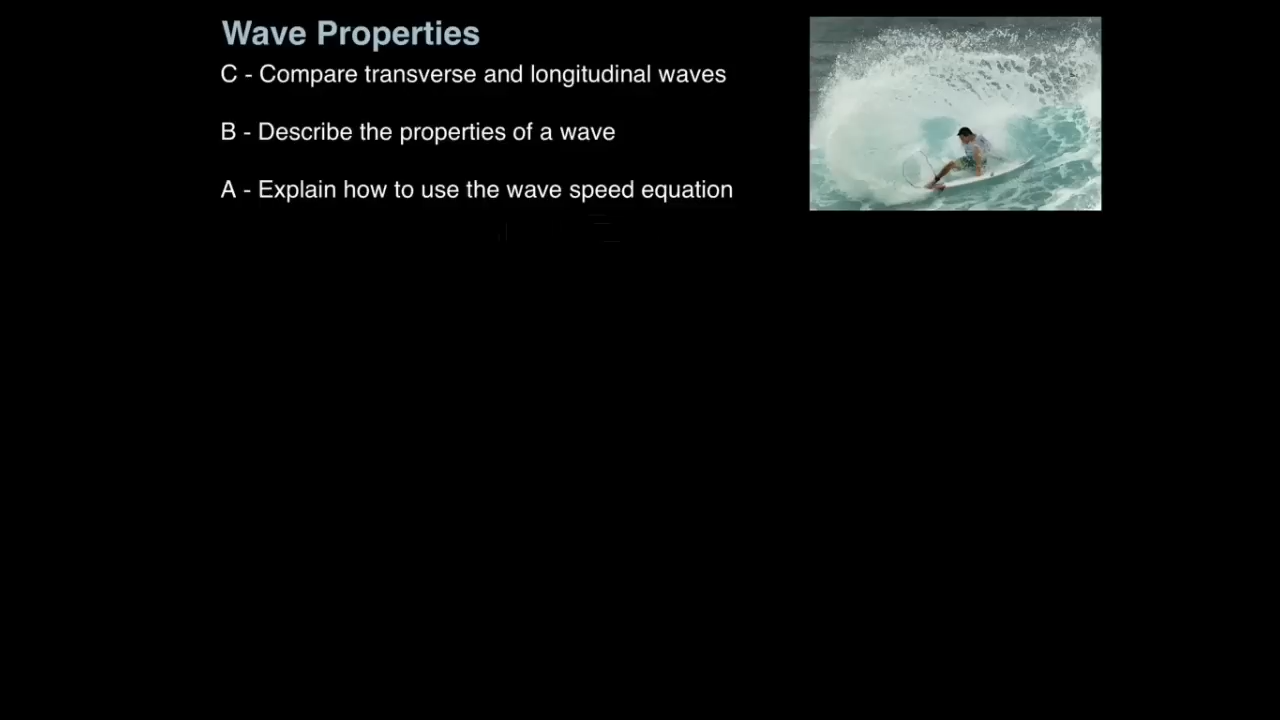 Wave Properties
C - Compare transverse and longitudinal waves
B - Describe the properties of a wave
A - Explain how to use the wave speed equation